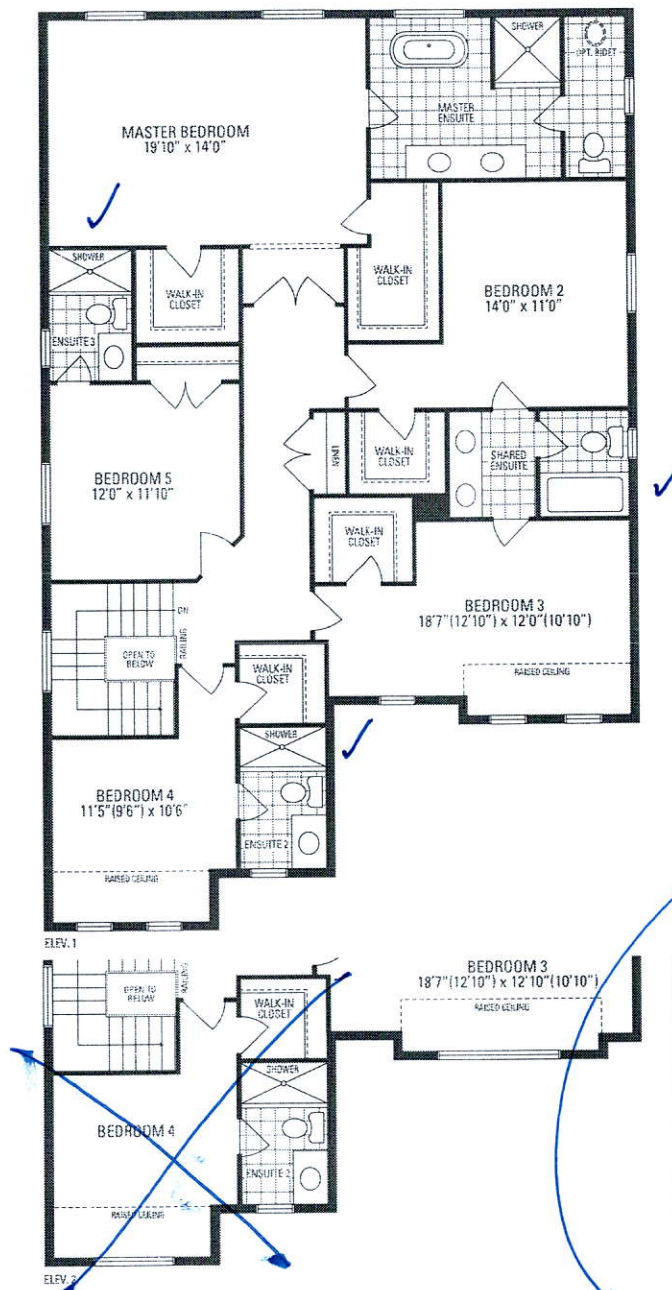 SHOWER
OPT. BIDET
MASTER
ENSUITE
MASTER BEDROOM
19'10" x 14'0"
SHOWER
WALK-IN
CLOSET
WALK-IN
CLOSET
BEDROOM 2
14'0" x 11'0"
ENSUITE 3
LINEN
WALK-IN
CLOSET
SHARED
ENSUITE
BEDROOM 5
12'0" x 11'10"
WALK-IN
CLOSET
DN
RAILING
OPEN TO
BELOW
BEDROOM 3
18'7"(12'10") x 12'0"(10'10")
RAISED CEILING
WALK-IN
CLOSET
SHOWER
BEDROOM 4
11'5"(9'6") x 10'6"
ENSUITE 2
RAISED CEILING
ELEV. 1
RAILING
OPEN TO
BELOW
WALK-IN
CLOSET
BEDROOM 3
18'7"(12'10") x 12'10"(10'10")
RAISED CEILING
SHOWER
BEDROOM 4
ENSUITE 2
RAISED CEILING
ELEV. 2